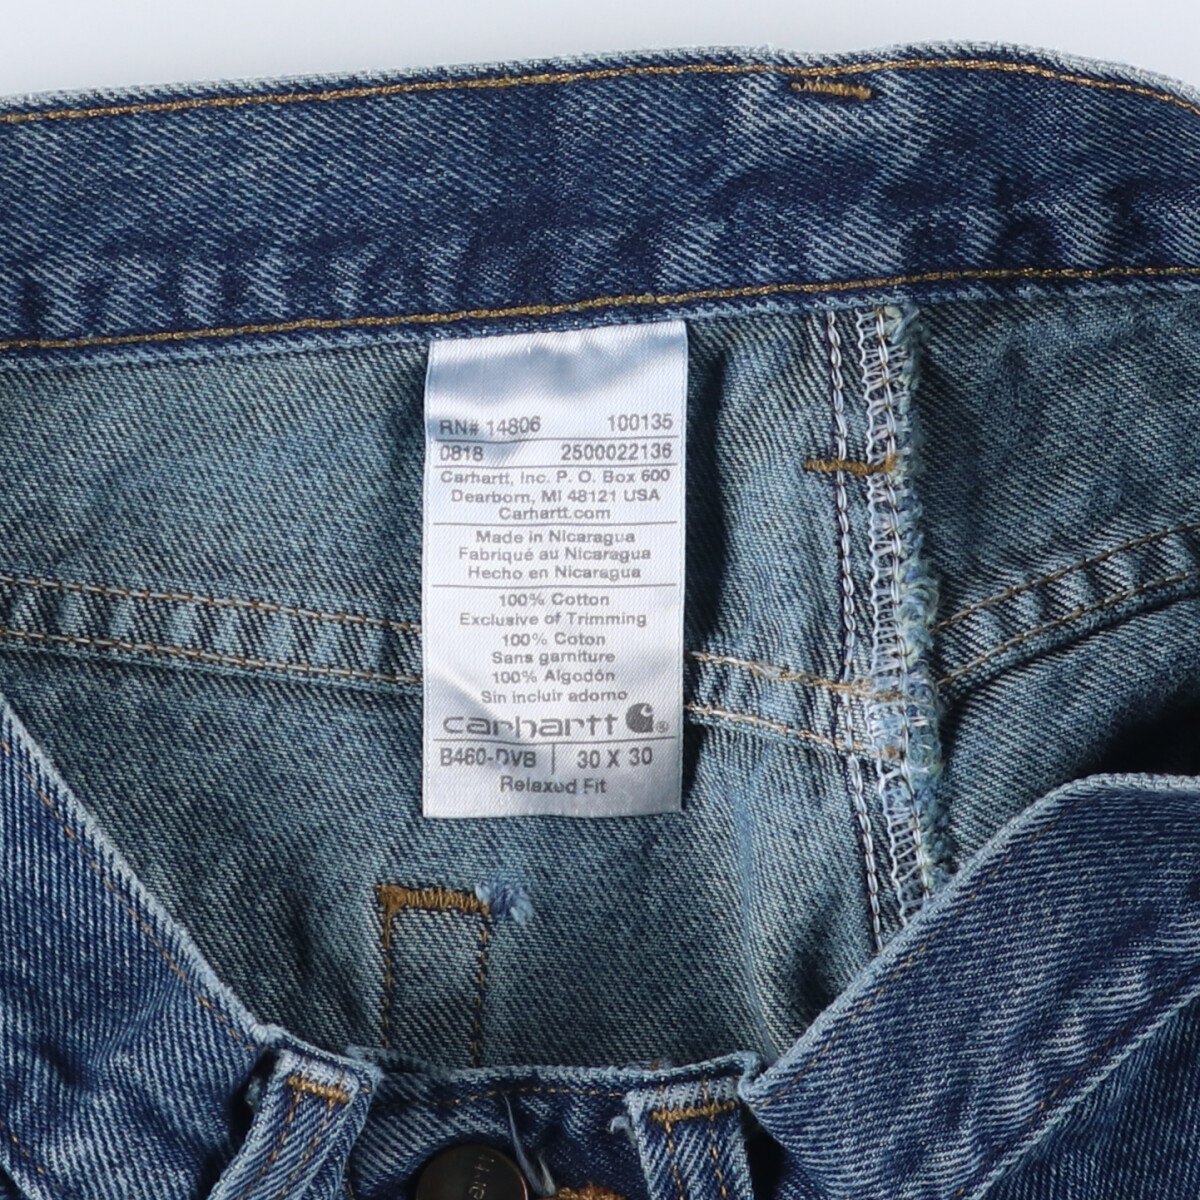 RN# 14806 100135
0818 2500022136
Carhartt, Inc. P. O. Box 600
Dearborn, MI 48121 USA
Carhartt.com
Made in Nicaragua
Fabriqué au Nicaragua
Hecho en Nicaragua
100% Cotton
Exclusive of Trimming
100% Coton
Sans garniture
100% Algodón
Sin incluir adorno
carhartt ®
B460-DVB | 30 X 30
Relaxed Fit